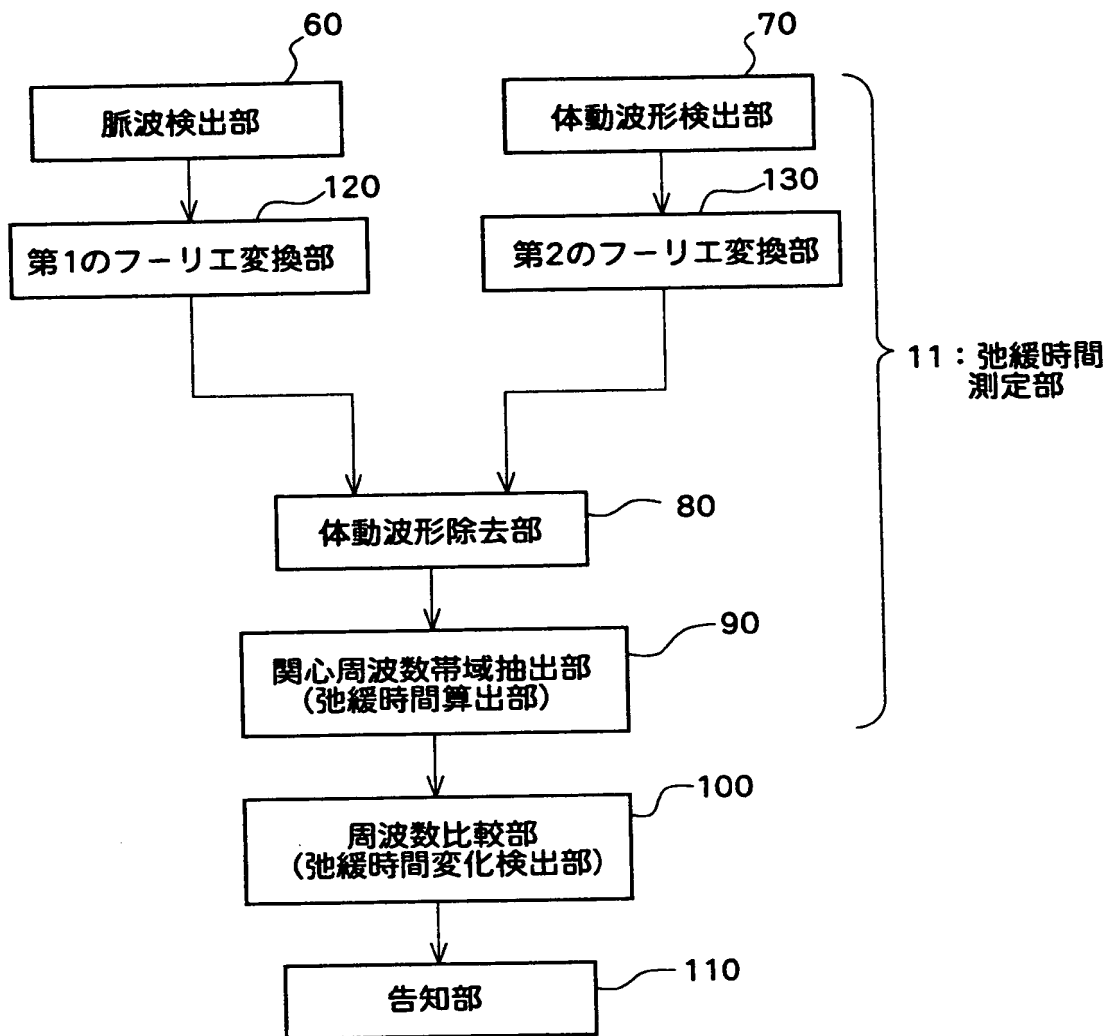 60
70
脈波検出部
体動波形検出部
120
130
第1のフーリエ変換部
第2のフーリエ変換部
11：弛緩時間
測定部
体動波形除去部
80
90
関心周波数帯域抽出部
（弛緩時間算出部）
100
周波数比較部
（弛緩時間変化検出部）
告知部
110